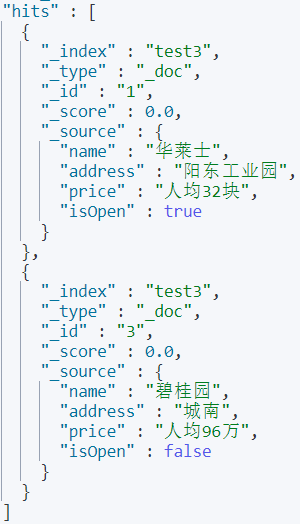 "hits" : [
{
"_index" : "test3",
"_type" : "_doc",
"_id" : "1",
"_score" : 0.0,
"_source" : {
"name" : "华莱士",
"address" : "阳东工业园",
"price" : "人均32块",
"isOpen" : true
}
},
{
"_index" : "test3",
"_type" : "_doc",
"_id" : "3",
"_score" : 0.0,
"_source" : {
"name" : "碧桂园",
"address" : "城南",
"price" : "人均96万",
"isOpen" : false
}
}
]